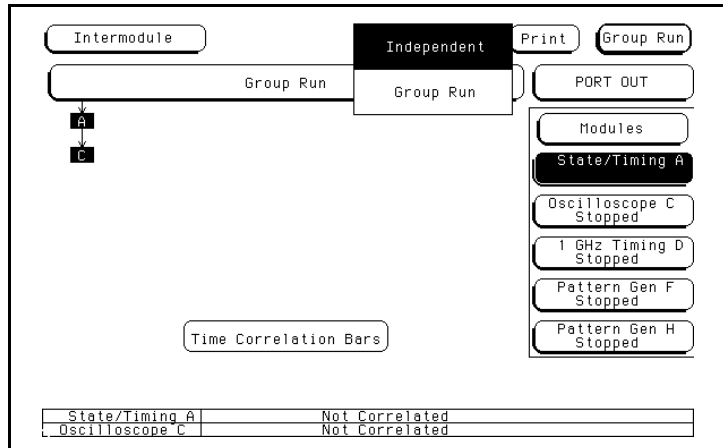 Intermodule
Independent
Print
Group Run
Group Run
Group Run
PORT OUT
A
C
Modules
State/Timing A
Oscilloscope C
Stopped
1 GHz Timing D
Stopped
Pattern Gen F
Stopped
Pattern Gen H
Stopped
Time Correlation Bars
State/Timing A Not Correlated
Oscilloscope C Not Correlated